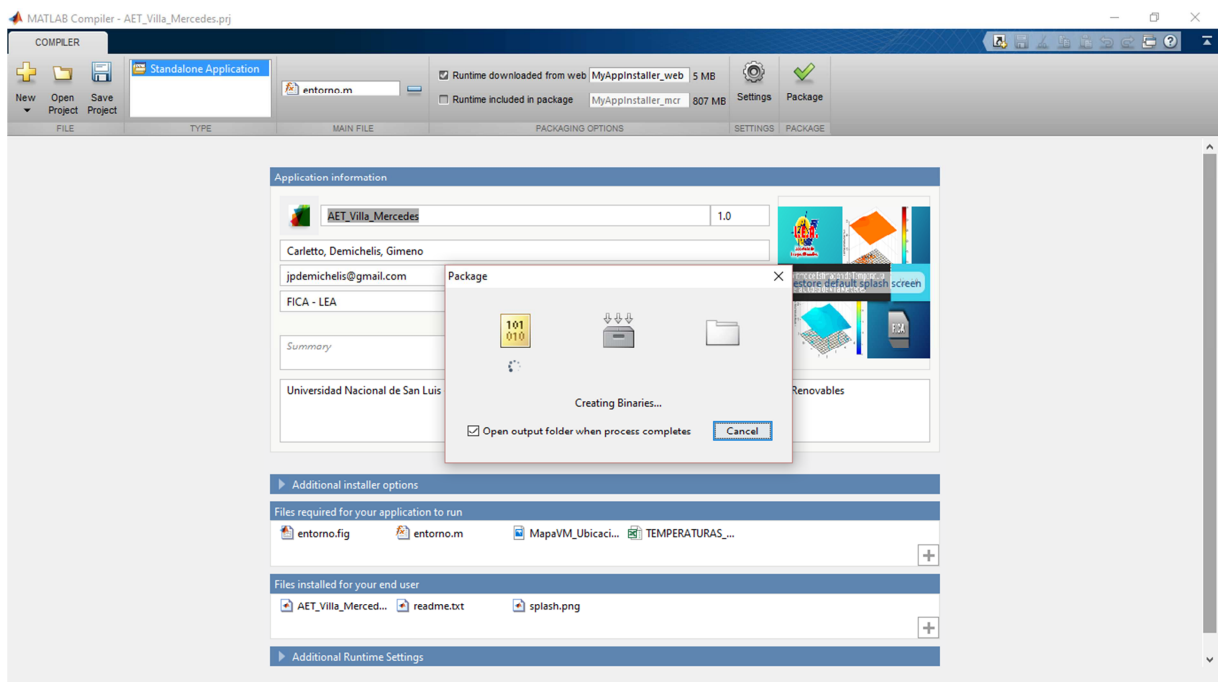 MATLAB Compiler - AET_Villa_Mercedes.prj
COMPILER
New
Open Project
Save Project
FILE
Standalone Application
TYPE
entorno.m
MAIN FILE
Runtime downloaded from web MyAppInstaller_web 5 MB
Runtime included in package MyAppInstaller_mcr 807 MB
PACKAGING OPTIONS
Settings
SETTINGS
Package
PACKAGE
Application information
AET_Villa_Mercedes 1.0
Carletto, Demichelis, Gimeno
jpdemichelis@gmail.com
FICA - LEA
Summary
Universidad Nacional de San Luis
Renovables
estore default splash screen
FICA
Package
101
010
Creating Binaries...
Open output folder when process completes
Cancel
Additional installer options
Files required for your application to run
entorno.fig entorno.m MapaVM_Ubicaci... TEMPERATURAS_...
Files installed for your end user
AET_Villa_Merced... readme.txt splash.png
Additional Runtime Settings